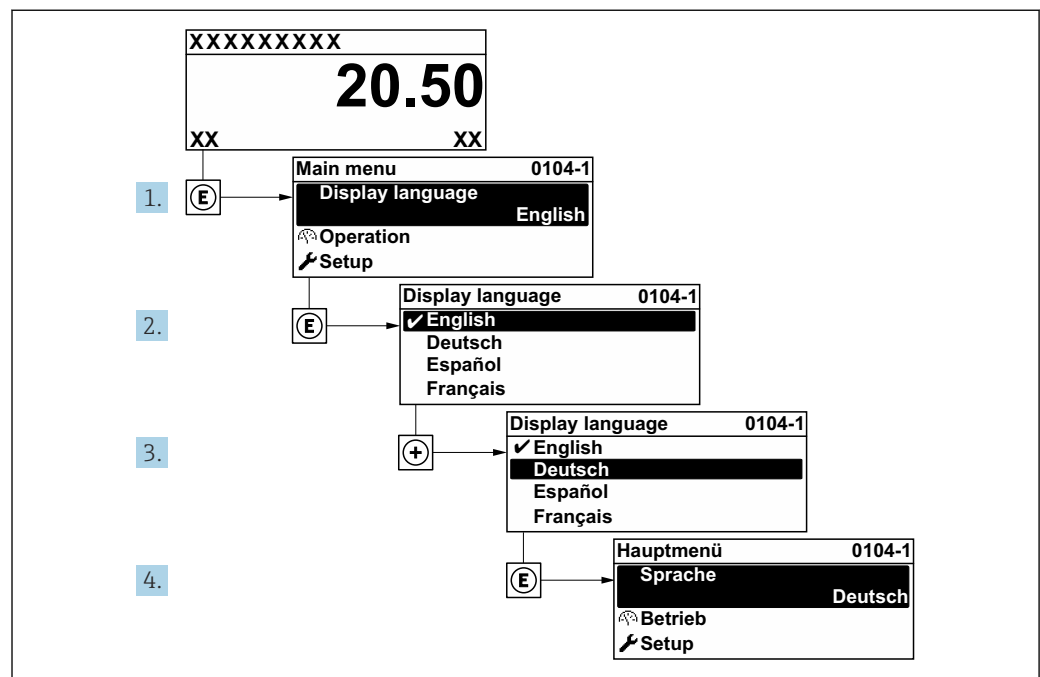 XXXXXXXXX
20.50
XX XX
1. E
Main menu 0104-1
Display language
English
Operation
Setup
2. E
Display language 0104-1
✔ English
Deutsch
Español
Français
3. +
Display language 0104-1
✔ English
Deutsch
Español
Français
4. E
Hauptmenü 0104-1
Sprache
Deutsch
Betrieb
Setup